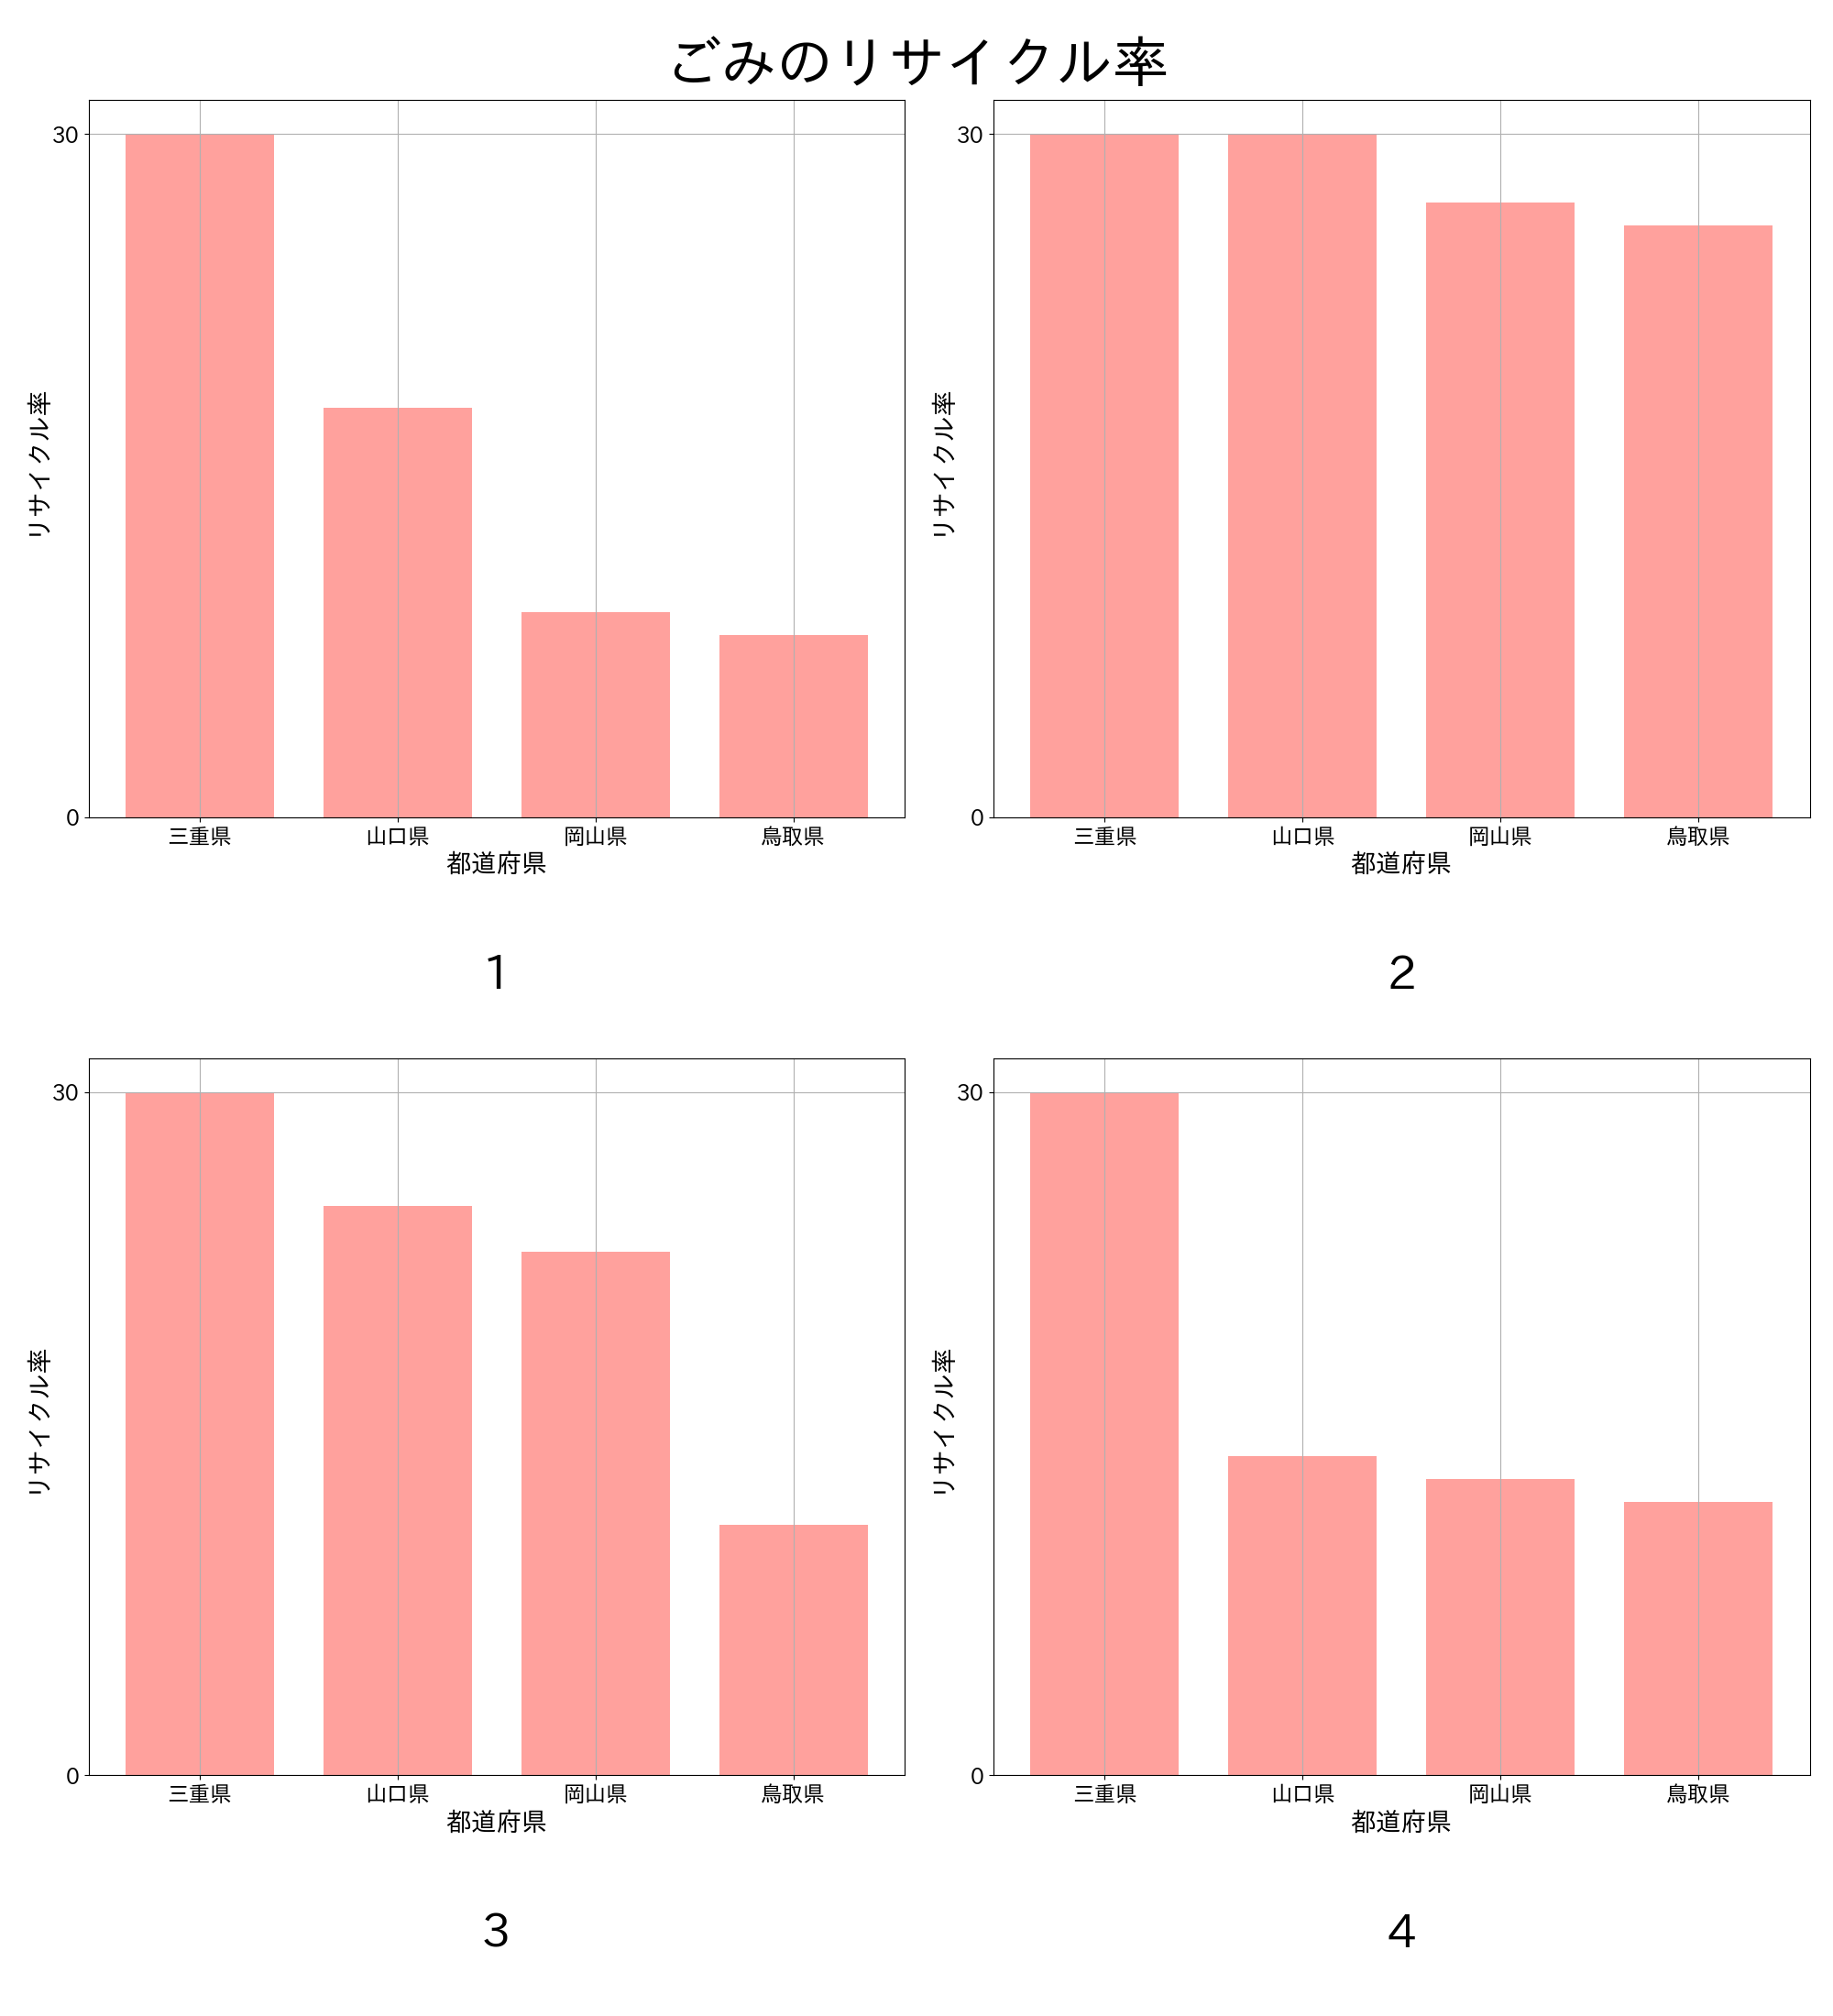 ごみのリサイクル率
30
0
リサイクル率
三重県 山口県 岡山県 鳥取県
都道府県
1
30
0
リサイクル率
三重県 山口県 岡山県 鳥取県
都道府県
2
30
0
リサイクル率
三重県 山口県 岡山県 鳥取県
都道府県
3
30
0
リサイクル率
三重県 山口県 岡山県 鳥取県
都道府県
4